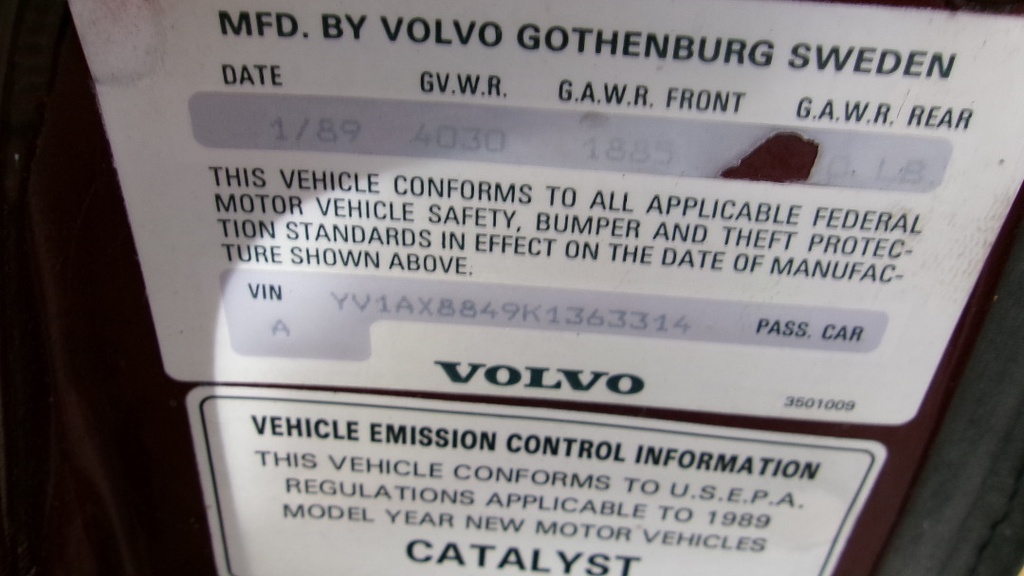 MFD. BY VOLVO GOTHENBURG SWEDEN
DATE GV.W.R. G.A.W.R. FRONT G.A.W.R. REAR
1/89 4030 1885 LB.
THIS VEHICLE CONFORMS TO ALL APPLICABLE FEDERAL
MOTOR VEHICLE SAFETY, BUMPER AND THEFT PROTEC-
TION STANDARDS IN EFFECT ON THE DATE OF MANUFAC-
TURE SHOWN ABOVE.
VIN YV1AX8849K1363314 PASS. CAR
A
VOLVO
3501009
VEHICLE EMISSION CONTROL INFORMATION
THIS VEHICLE CONFORMS TO U.S.E.P.A.
REGULATIONS APPLICABLE TO 1989
MODEL YEAR NEW MOTOR VEHICLES
CATALYST